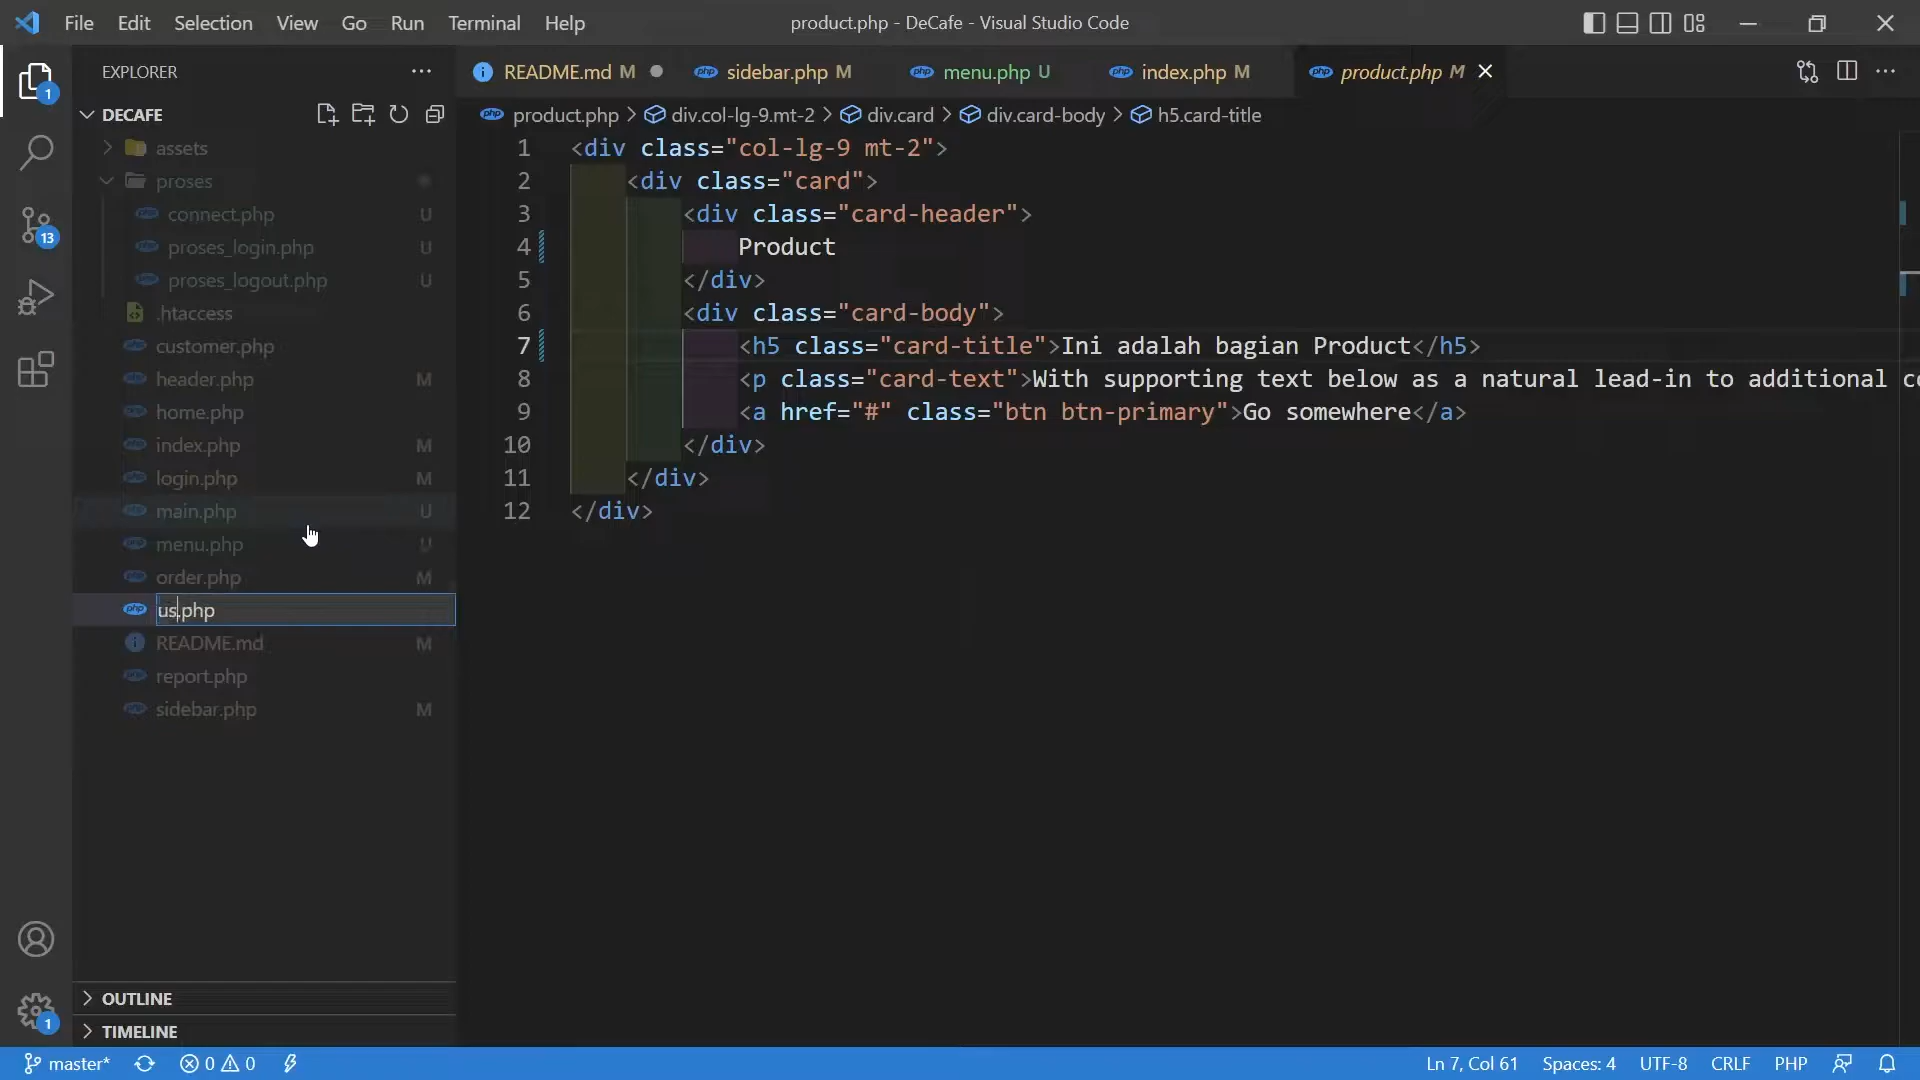 File Edit Selection View Go Run Terminal Help
product.php - DeCafe - Visual Studio Code
EXPLORER
README.md M
sidebar.php M
menu.php U
index.php M
product.php M
DECAFE
product.php > div.col-lg-9.mt-2 > div.card > div.card-body > h5.card-title
assets
proses
connect.php U
proses_login.php U
proses_logout.php U
.htaccess
customer.php
header.php M
home.php
index.php M
login.php M
main.php U
menu.php U
order.php M
us.php
README.md M
report.php
sidebar.php M
1 <div class="col-lg-9 mt-2">
2 <div class="card">
3 <div class="card-header">
4 Product
5 </div>
6 <div class="card-body">
7 <h5 class="card-title">Ini adalah bagian Product</h5>
8 <p class="card-text">With supporting text below as a natural lead-in to additional
9 <a href="#" class="btn btn-primary">Go somewhere</a>
10 </div>
11 </div>
12 </div>
1
13
1
OUTLINE
TIMELINE
master* 0 0
Ln 7, Col 61 Spaces: 4 UTF-8 CRLF PHP